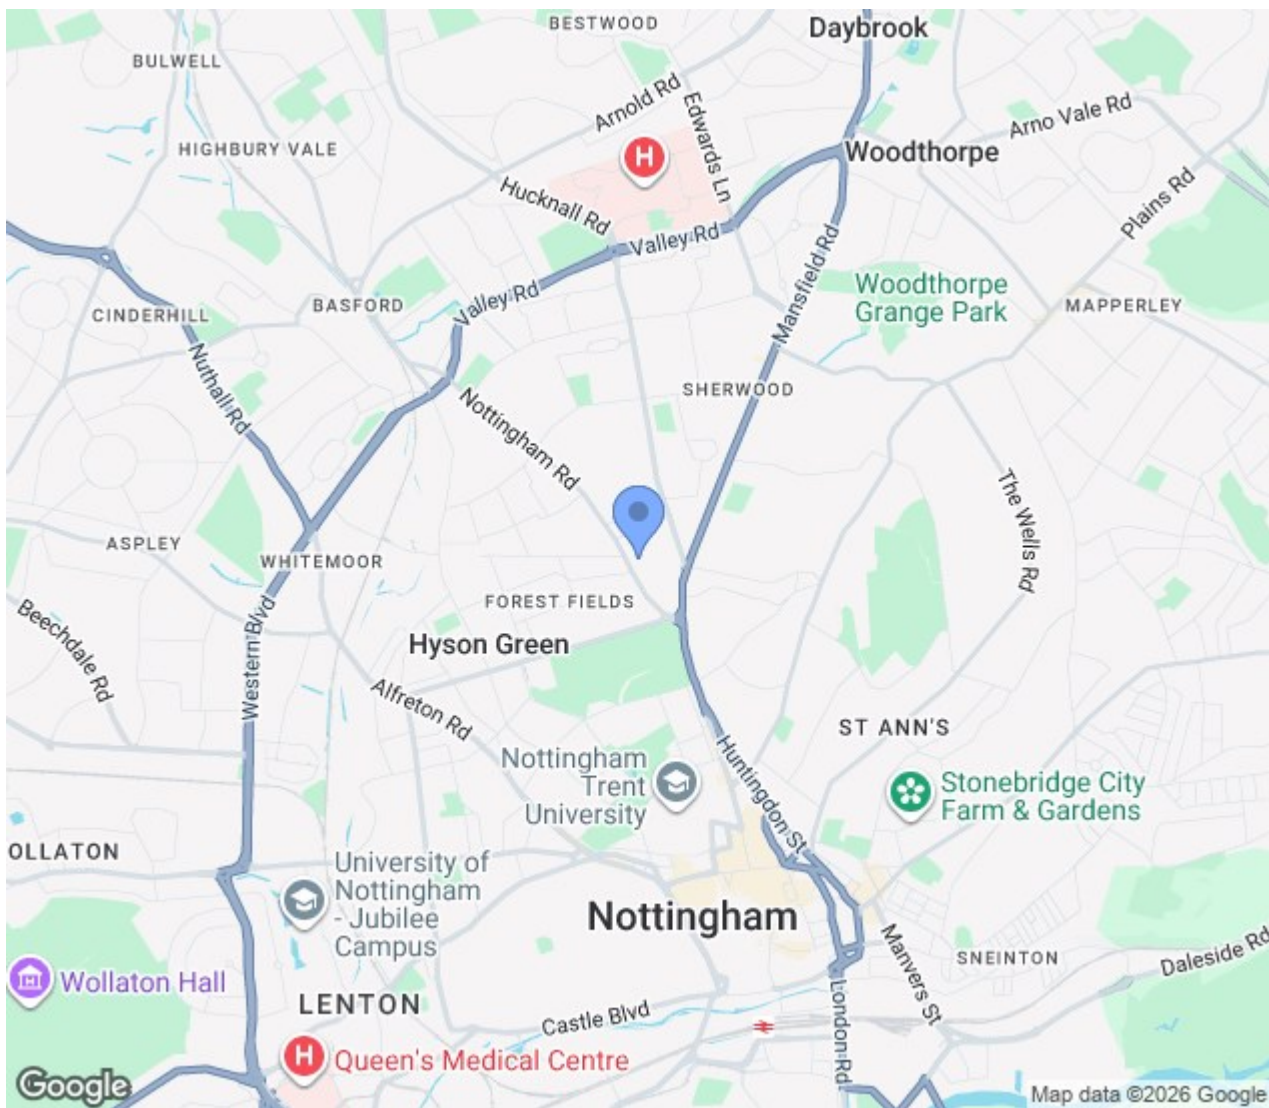 BESTWOOD
Daybrook
BULWELL
Arnold Rd
Edwards Ln
Arno Vale Rd
HIGHBURY VALE
H
Woodthorpe
Hucknall Rd
Plains Rd
Valley Rd
Mansfield Rd
Woodthorpe
Grange Park
Valley Rd
CINDERHILL
BASFORD
MAPPERLEY
Nuthall Rd
SHERWOOD
Nottingham Rd
The Wells Rd
ASPLEY
WHITEMOOR
Beechdale Rd
Western Blvd
FOREST FIELDS
Hyson Green
Alfreton Rd
ST ANN'S
Nottingham
Trent
University
Huntingdon St
Stonebridge City
Farm & Gardens
OLLATON
University of
Nottingham
- Jubilee
Campus
Nottingham
Manvers St
SNEINTON
Daleside Rd
Wollaton Hall
LENTON
Castle Blvd
London Rd
H
Queen's Medical Centre
Google
Map data ©2026 Google